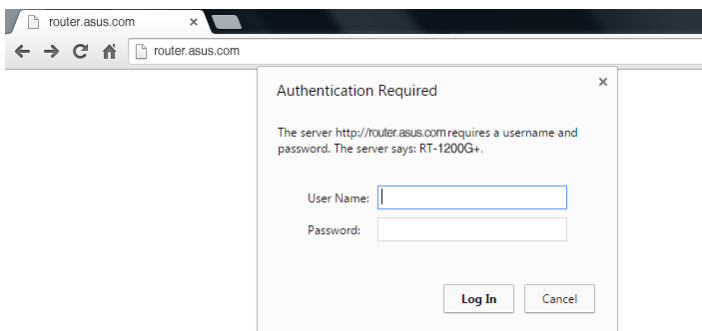 router.asus.com
router.asus.com
Authentication Required
The server http://router.asus.com requires a username and
password. The server says: RT-1200G+.
User Name:
Password:
Log In Cancel